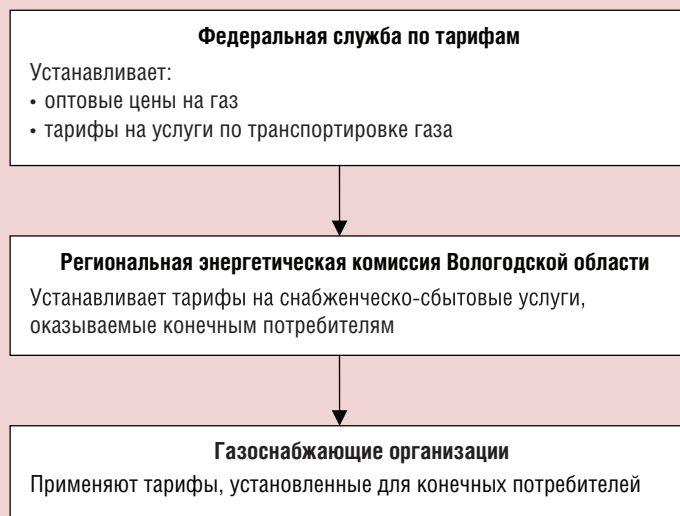 Федеральная служба по тарифам
Устанавливает:
• оптовые цены на газ
• тарифы на услуги по транспортировке газа
Региональная энергетическая комиссия Вологодской области
Устанавливает тарифы на снабженческо-сбытовые услуги,
оказываемые конечным потребителям
Газоснабжающие организации
Применяют тарифы, установленные для конечных потребителей